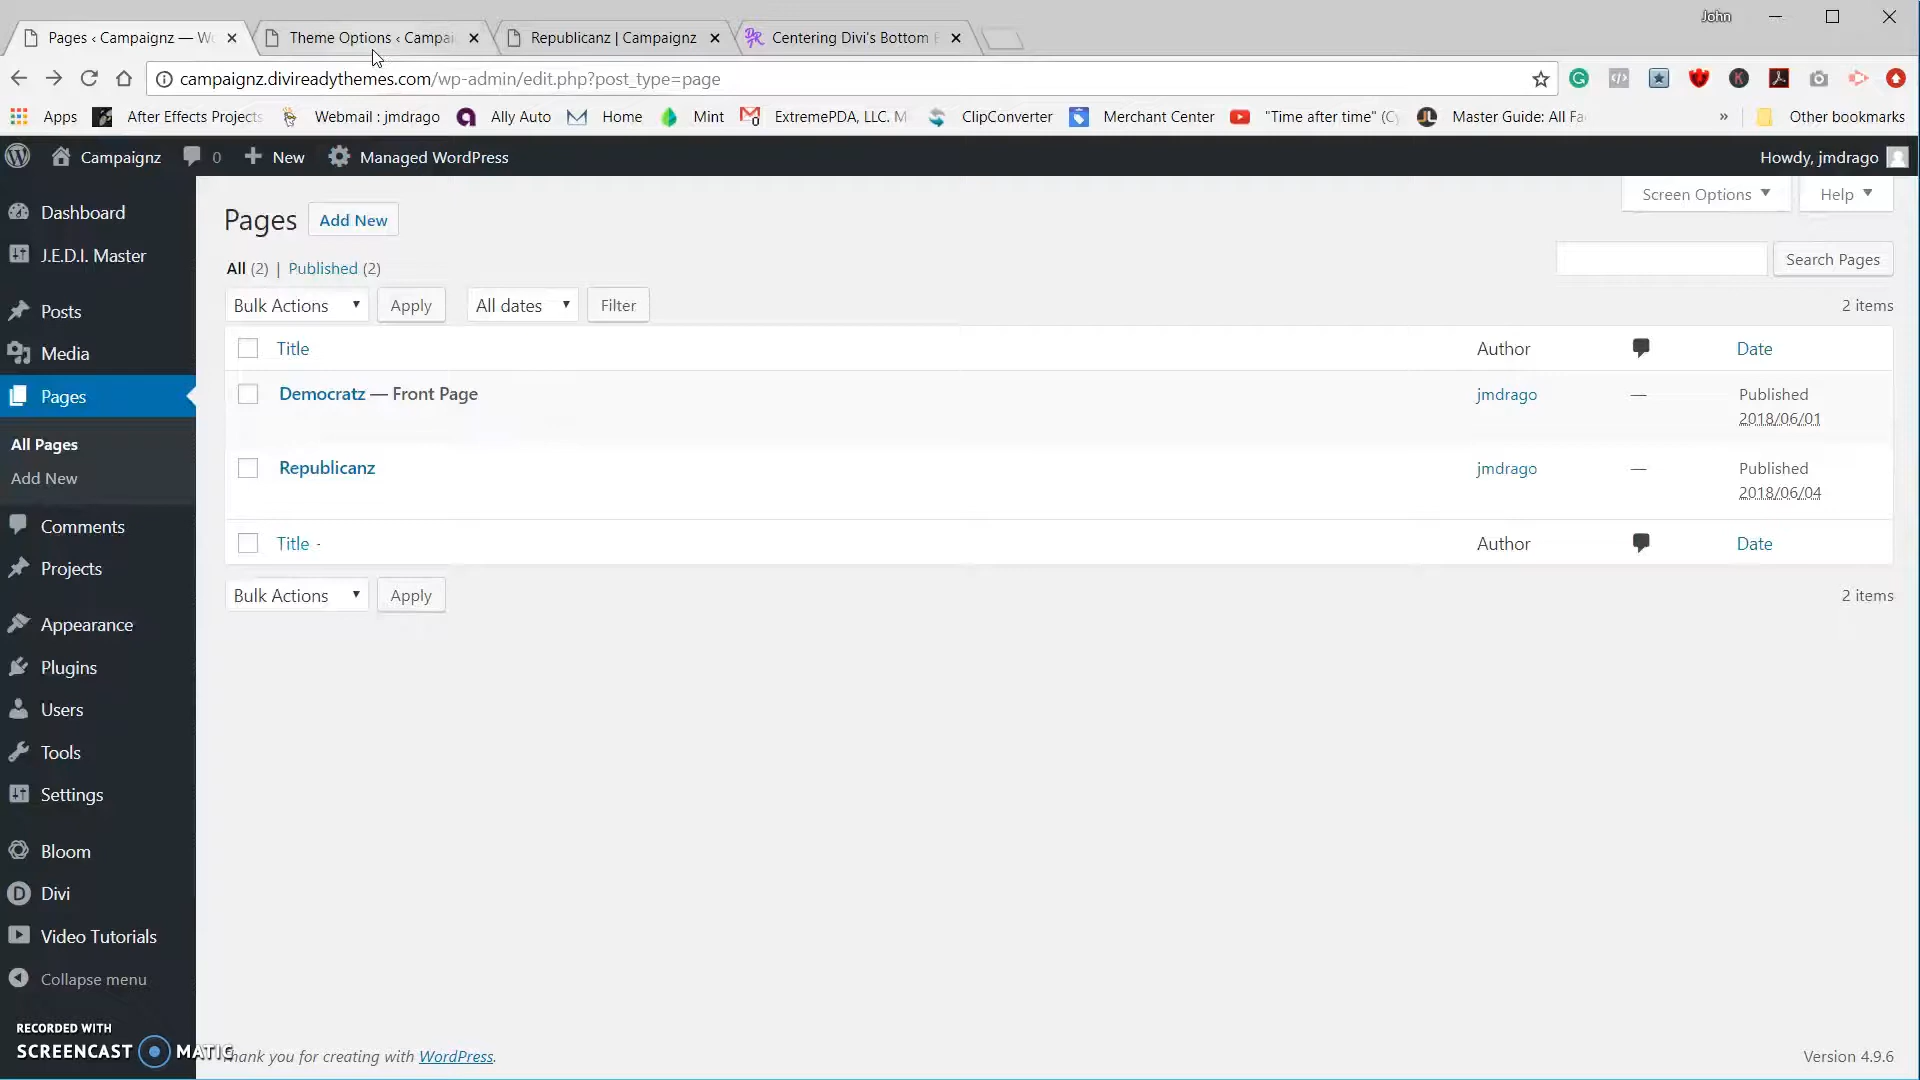 John
Pages ‹ Campaignz — Wo
Theme Options ‹ Campai
Republicanz | Campaignz
Centering Divi's Bottom F
campaignz.divireadythemes.com/wp-admin/edit.php?post_type=page
Apps
After Effects Projects
Webmail : jmdrago
Ally Auto
Home
Mint
ExtremePDA, LLC. M
ClipConverter
Merchant Center
"Time after time" (Cy
Master Guide: All Fa
»
Other bookmarks
Campaignz
0
New
Managed WordPress
Howdy, jmdrago
Dashboard
J.E.D.I. Master
Posts
Media
Pages
All Pages
Add New
Comments
Projects
Appearance
Plugins
Users
Tools
Settings
Bloom
Divi
Video Tutorials
Collapse menu
Screen Options
Help
Pages
Add New
All (2) | Published (2)
Search Pages
Bulk Actions
Apply
All dates
Filter
2 items
Title
Author
Date
Democratz — Front Page
jmdrago
—
Published
2018/06/01
Republicanz
jmdrago
—
Published
2018/06/04
Title
Author
Date
Bulk Actions
Apply
2 items
RECORDED WITH
SCREENCAST MATIC
hank you for creating with WordPress.
Version 4.9.6